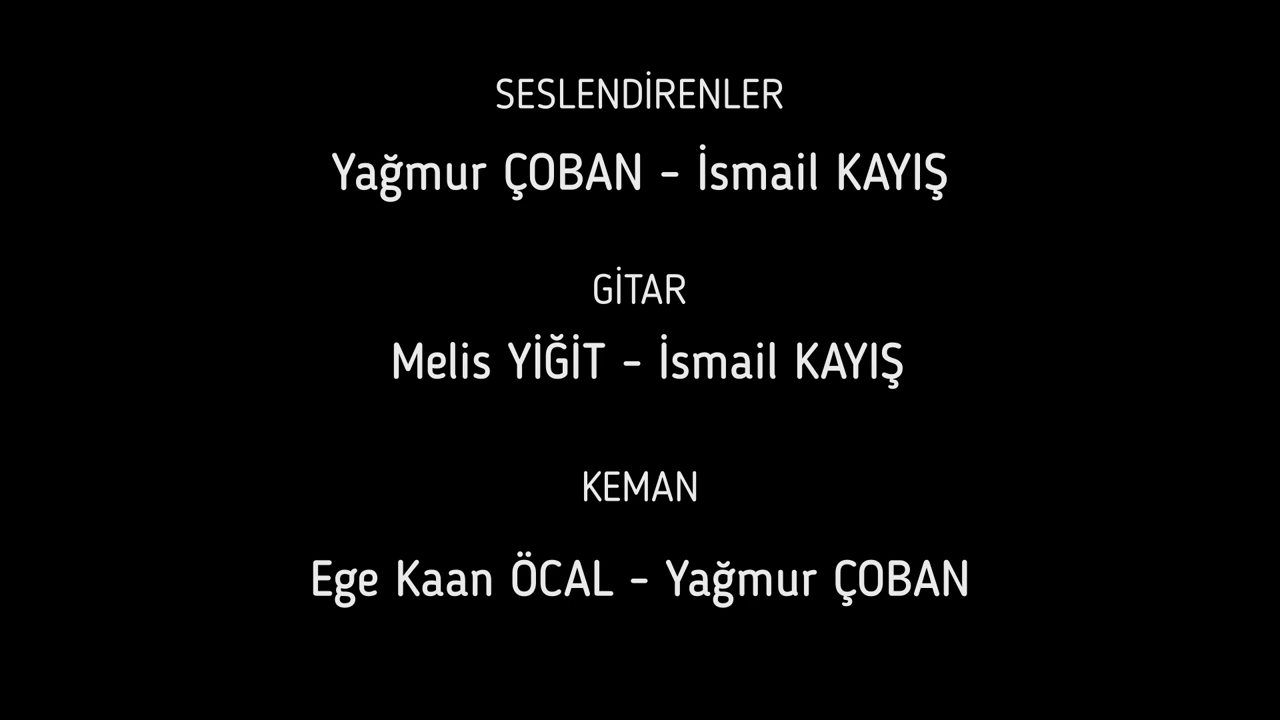 SESLENDİRENLER
Yağmur ÇOBAN - İsmail KAYIŞ
GİTAR
Melis YİĞİT - İsmail KAYIŞ
KEMAN
Ege Kaan ÖCAL - Yağmur ÇOBAN